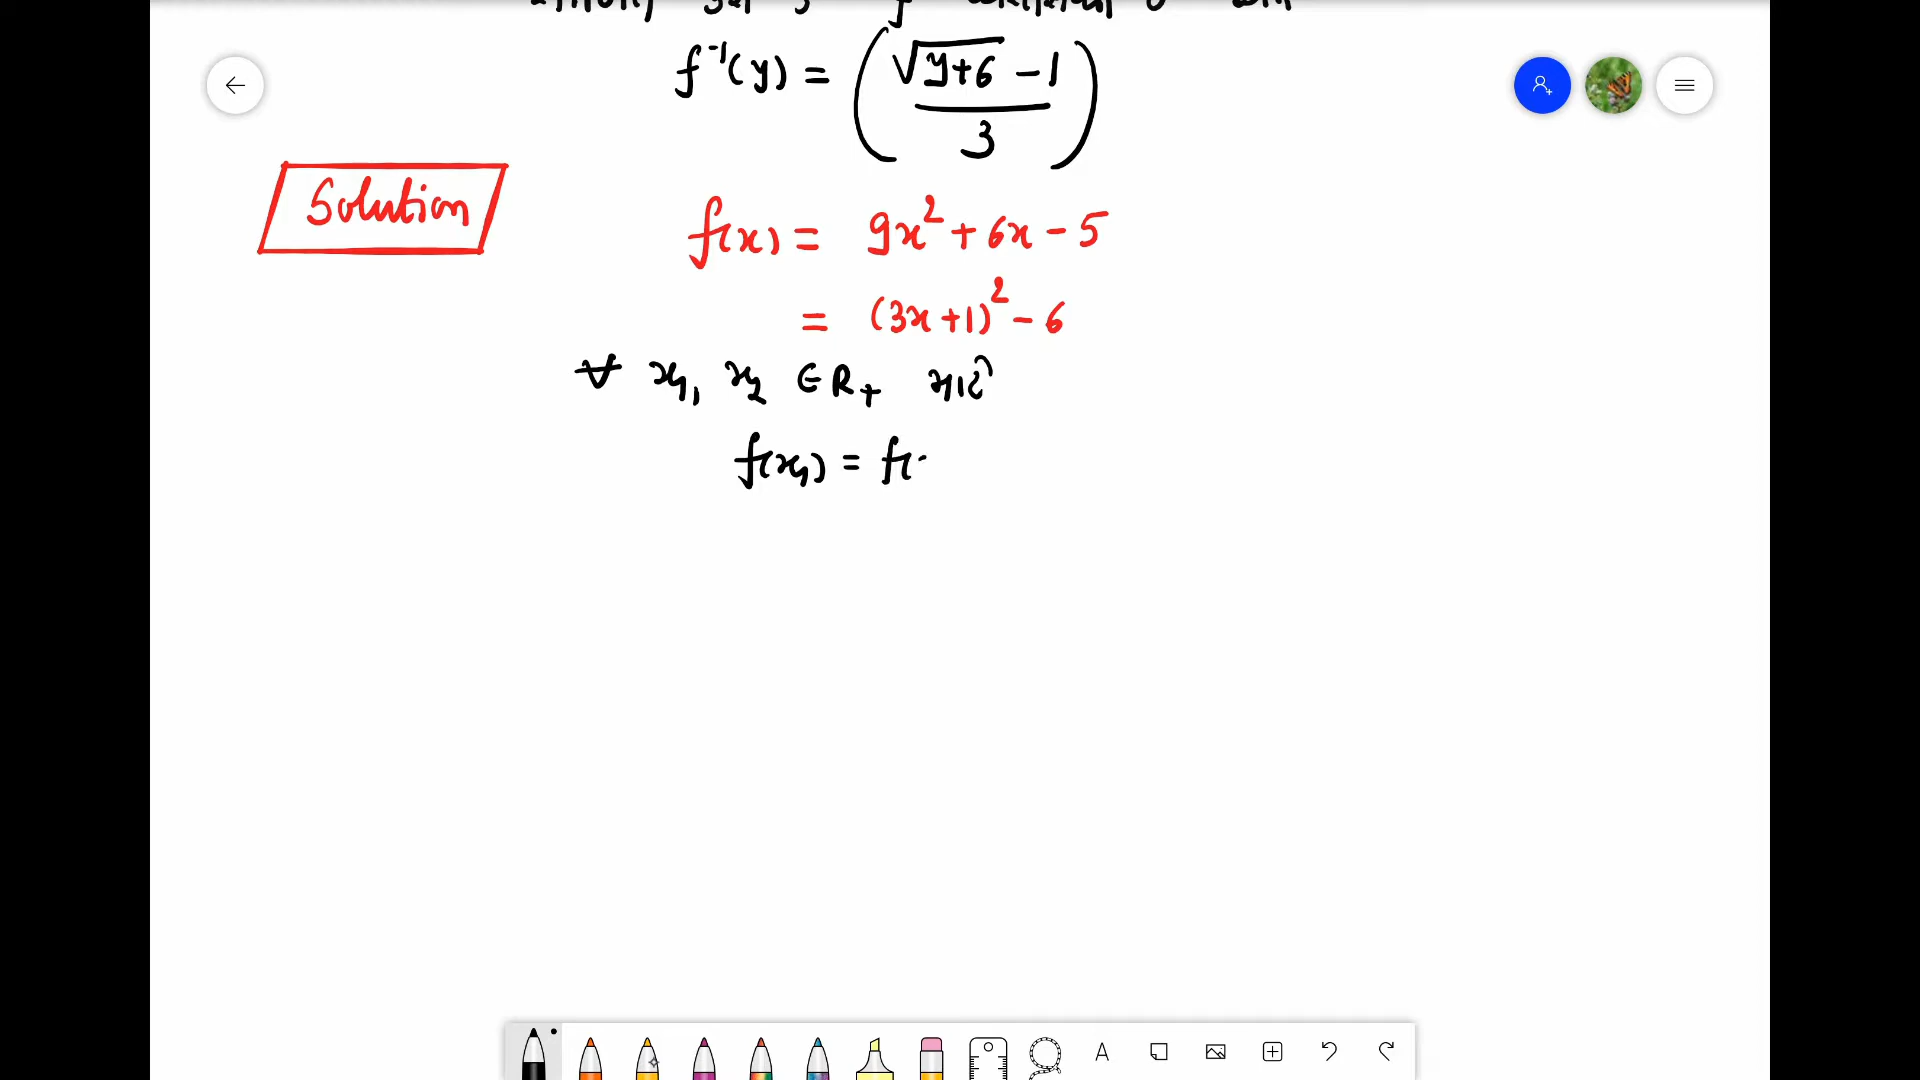 f⁻¹(y) = (√(y+6) - 1 / 3)
Solution
f(x) = 9x² + 6x - 5
= (3x+1)² - 6
∀ x₁, x₂ ∈ R₊
f(x₁) = f(
A